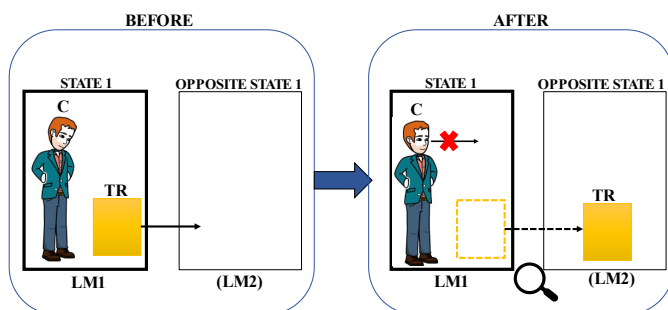 BEFORE
STATE 1
OPPOSITE STATE 1
C
TR
LM1
(LM2)
AFTER
STATE 1
OPPOSITE STATE 1
C
TR
LM1
(LM2)